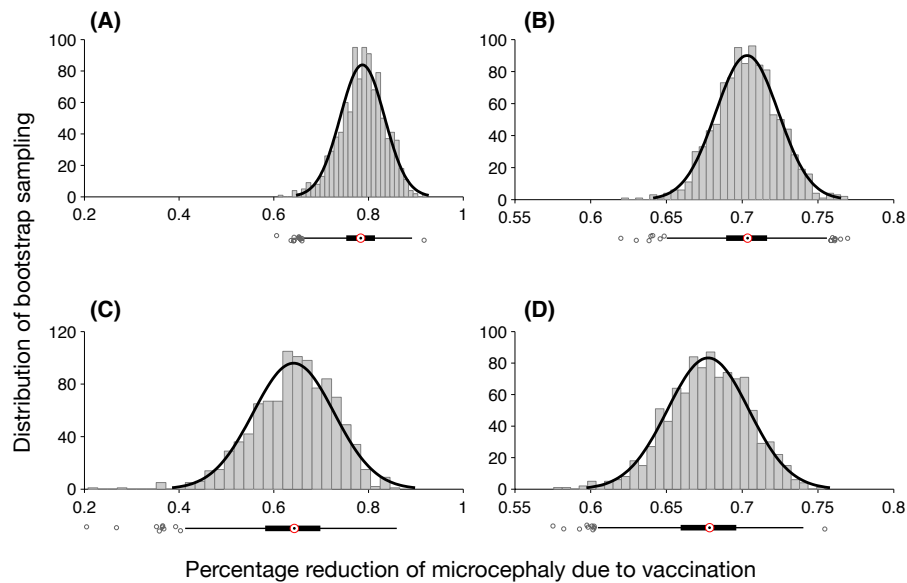 (A)
100
80
60
40
20
0
0.2 0.4 0.6 0.8 1
(B)
100
80
60
40
20
0
0.55 0.6 0.65 0.7 0.75 0.8
(C)
120
80
40
0
0.2 0.4 0.6 0.8 1
(D)
100
80
60
40
20
0
0.55 0.6 0.65 0.7 0.75 0.8
Distribution of bootstrap sampling
Percentage reduction of microcephaly due to vaccination